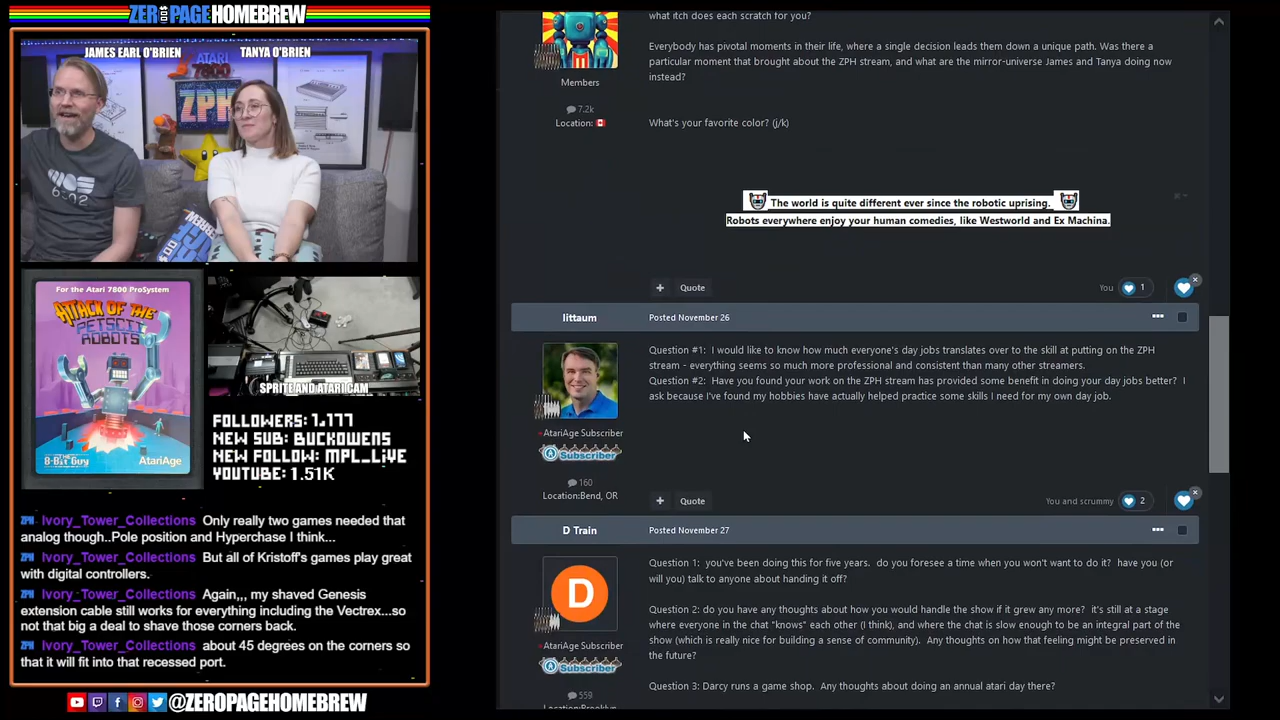 ZERO PAGE HOMEBREW
JAMES EARL O'BRIEN
TANYA O'BRIEN
ATARI
7800
ZPH
6502
For the Atari 7800 ProSystem
ATTACK OF THE
PETSCII
ROBOTS
THE
8-Bit Guy
AtariAge
SPRITE AND ATARI CAM
FOLLOWERS: 1,177
NEW SUB: BUCKOWENS
NEW FOLLOW: MPL_LIVE
YOUTUBE: 1.51K
ZPH Ivory_Tower_Collections Only really two games needed that
analog though..Pole position and Hyperchase I think...
ZPH Ivory_Tower_Collections But all of Kristoff's games play great
with digital controllers.
ZPH Ivory_Tower_Collections Again,,, my shaved Genesis
extension cable still works for everything including the Vectrex...so
not that big a deal to shave those corners back.
ZPH Ivory_Tower_Collections about 45 degrees on the corners so
that it will fit into that recessed port.
@ZEROPAGEHOMEBREW
what itch does each scratch for you?
Everybody has pivotal moments in their life, where a single decision leads them down a unique path. Was there a
particular moment that brought about the ZPH stream, and what are the mirror-universe James and Tanya doing now
instead?
Members
7.2k
Location:
What's your favorite color? (j/k)
The world is quite different ever since the robotic uprising.
Robots everywhere enjoy your human comedies, like Westworld and Ex Machina.
+ Quote
You 1
Iittaum
Posted November 26
Question #1: I would like to know how much everyone's day jobs translates over to the skill at putting on the ZPH
stream - everything seems so much more professional and consistent than many other streamers.
Question #2: Have you found your work on the ZPH stream has provided some benefit in doing your day jobs better? I
ask because I've found my hobbies have actually helped practice some skills I need for my own day job.
AtariAge Subscriber
Subscriber
160
Location:Bend, OR
+ Quote
You and scrummy 2
D Train
Posted November 27
Question 1: you've been doing this for five years. do you foresee a time when you won't want to do it? have you (or
will you) talk to anyone about handing it off?
D
Question 2: do you have any thoughts about how you would handle the show if it grew any more? it's still at a stage
where everyone in the chat "knows" each other (I think), and where the chat is slow enough to be an integral part of the
show (which is really nice for building a sense of community). Any thoughts on how that feeling might be preserved in
the future?
AtariAge Subscriber
Subscriber
Question 3: Darcy runs a game shop. Any thoughts about doing an annual atari day there?
559
Location:Brooklyn